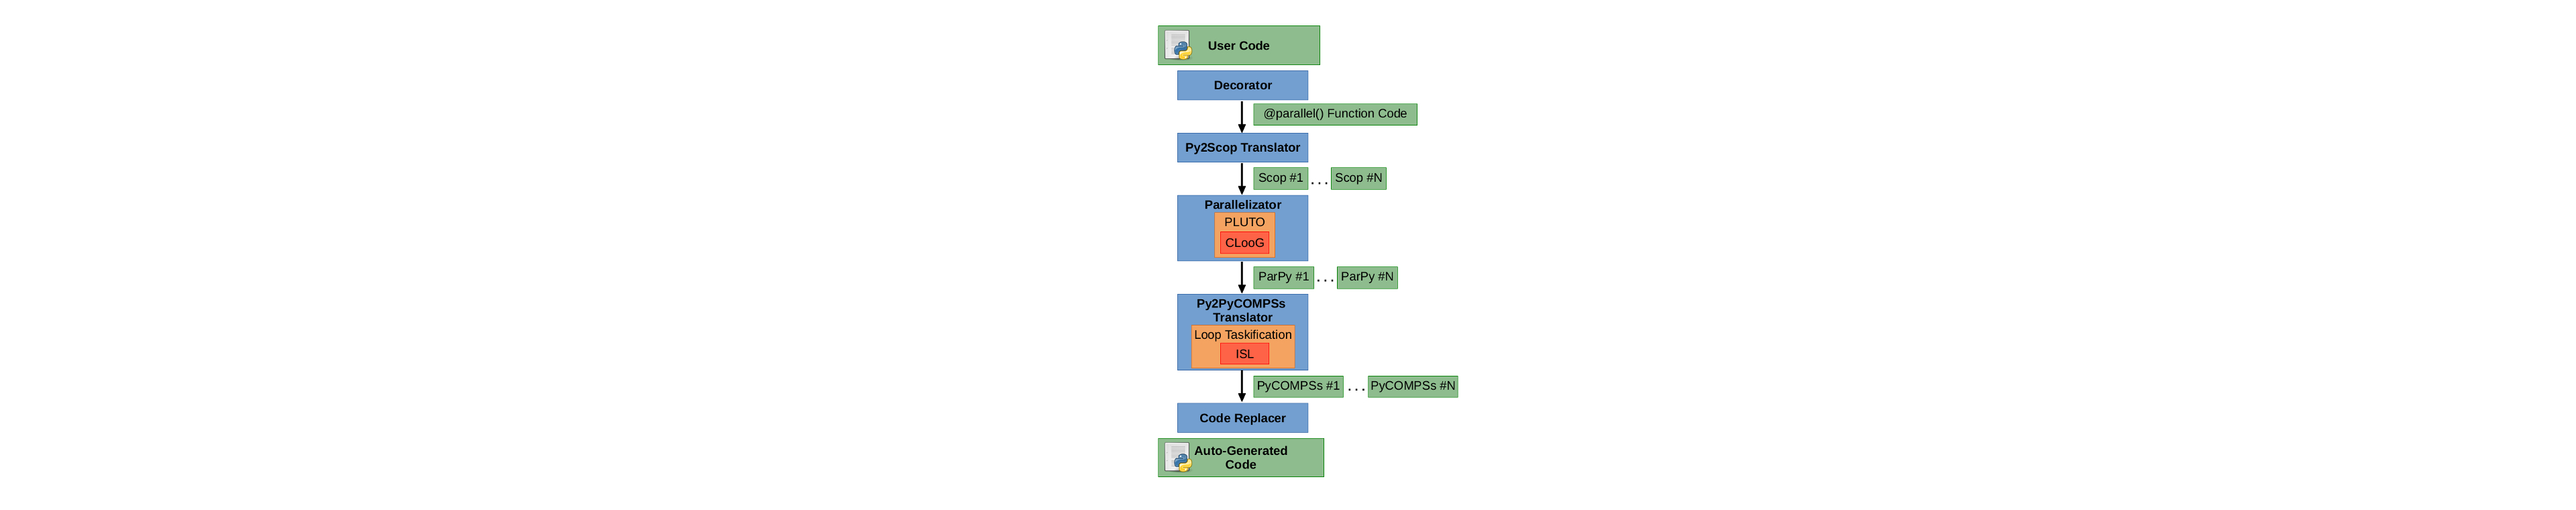 User Code
Decorator
@parallel() Function Code
Py2Scop Translator
Scop #1 ... Scop #N
Parallelizator
PLUTO
CLooG
ParPy #1 ... ParPy #N
Py2PyCOMPSs
Translator
Loop Taskification
ISL
PyCOMPSs #1 ... PyCOMPSs #N
Code Replacer
Auto-Generated
Code